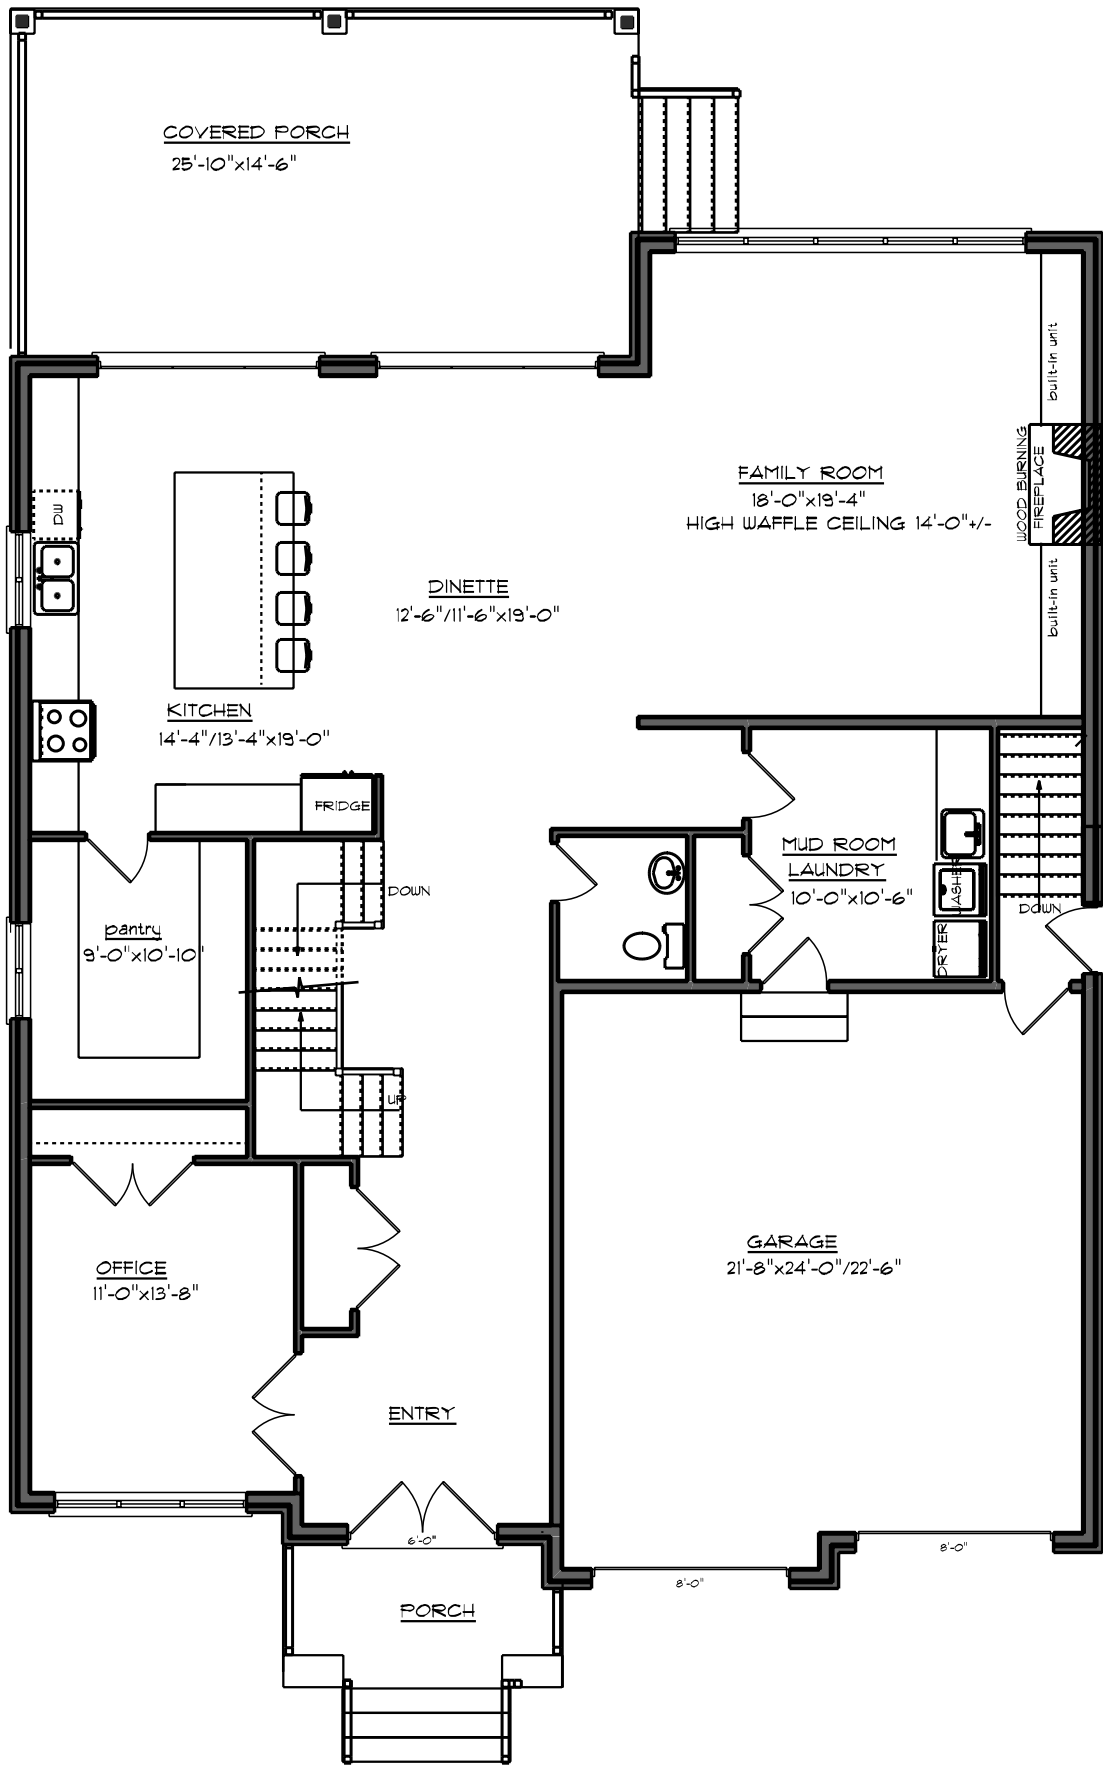 COVERED PORCH
25'-10"x14'-6"
built-in unit
FAMILY ROOM
18'-0"x19'-4"
HIGH WAFFLE CEILING 14'-0"+/-
WOOD BURNING
FIREPLACE
built-in unit
DW
DINETTE
12'-6"/11'-6"x19'-0"
KITCHEN
14'-4"/13'-4"x19'-0"
FRIDGE
MUD ROOM
LAUNDRY
10'-0"x10'-6"
WASHER
DRYER
DOWN
DOWN
pantry
9'-0"x10'-10"
UP
OFFICE
11'-0"x13'-8"
GARAGE
21'-8"x24'-0"/22'-6"
ENTRY
6'-0"
8'-0"
8'-0"
PORCH